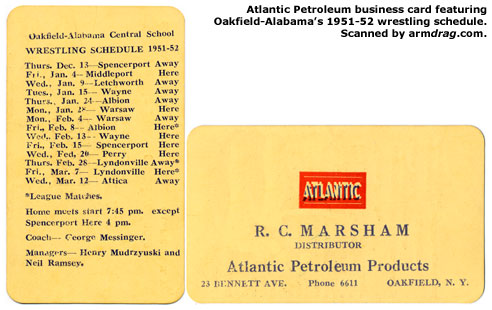 Atlantic Petroleum business card featuring
Oakfield-Alabama's 1951-52 wrestling schedule.
Scanned by armdrag.com.
Oakfield-Alabama Central School
WRESTLING SCHEDULE 1951-52
Thurs. Dec. 13—Spencerport Away
Fri., Jan. 4—Middleport Here
Wed., Jan. 9—Letchworth Away
Tues., Jan. 15—Wayne Away
Thurs., Jan. 24—Albion Away
Mon., Jan. 28—Warsaw Here
Mon., Feb. 4—Warsaw Away
Fri, Feb. 8—Albion Here*
Wed., Feb. 13—Wayne Here
Fri., Feb. 15—Spencerport Here
Wed., Fed, 20—Perry Here
Thurs, Feb. 28—Lyndonville Away*
Fri., Mar. 7—Lyndonville Here*
Wed., Mar. 12—Attica Away
*League Matches.
Home meets start 7:45 pm. except
Spencerport Here 4 pm.
Coach—George Messinger.
Managers—Henry Mudrzyuski and
Neil Ramsey.
ATLANTIC
R. C. MARSHAM
DISTRIBUTOR
Atlantic Petroleum Products
23 BENNETT AVE. Phone 6611 OAKFIELD, N. Y.